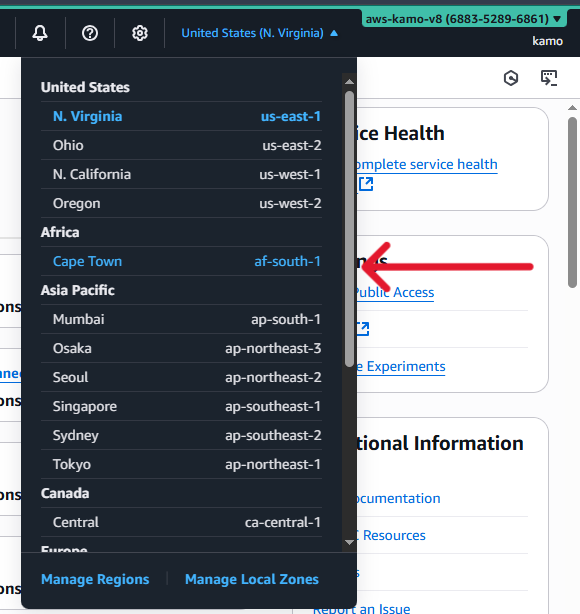 aws-kamo-v8 (6883-5289-6861)
United States (N. Virginia)
kamo
United States
N. Virginia us-east-1
Ohio us-east-2
N. California us-west-1
Oregon us-west-2
Africa
Cape Town af-south-1
Asia Pacific
Mumbai ap-south-1
Osaka ap-northeast-3
Seoul ap-northeast-2
Singapore ap-southeast-1
Sydney ap-southeast-2
Tokyo ap-northeast-1
Canada
Central ca-central-1
Europe
Manage Regions Manage Local Zones
ice Health
omplete service health
Public Access
e Experiments
tional Information
ocumentation
Resources
Report an Issue